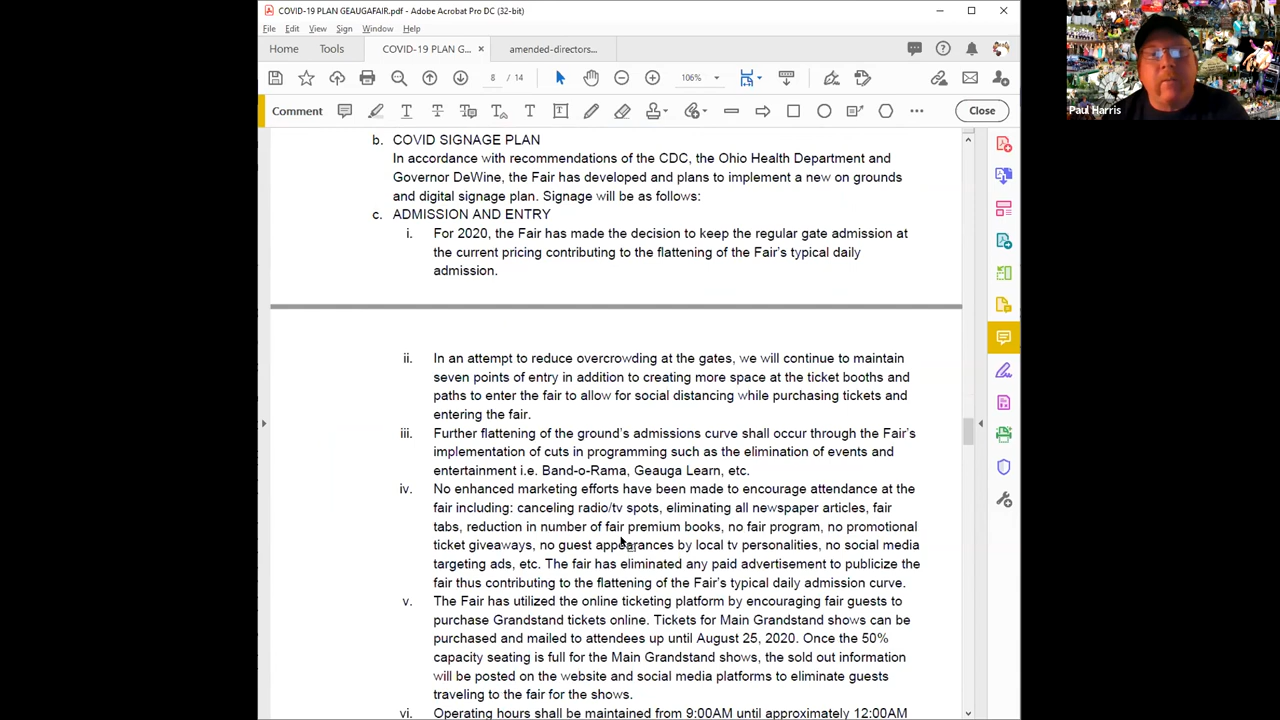 COVID-19 PLAN GEAUGAFAIR.pdf - Adobe Acrobat Pro DC (32-bit)
File Edit View Sign Window Help
Home Tools COVID-19 PLAN G... × amended-directors...
8 / 14 106%
Comment Close
Paul Harris
b. COVID SIGNAGE PLAN
In accordance with recommendations of the CDC, the Ohio Health Department and
Governor DeWine, the Fair has developed and plans to implement a new on grounds
and digital signage plan. Signage will be as follows:
c. ADMISSION AND ENTRY
i. For 2020, the Fair has made the decision to keep the regular gate admission at
the current pricing contributing to the flattening of the Fair's typical daily
admission.
ii. In an attempt to reduce overcrowding at the gates, we will continue to maintain
seven points of entry in addition to creating more space at the ticket booths and
paths to enter the fair to allow for social distancing while purchasing tickets and
entering the fair.
iii. Further flattening of the ground's admissions curve shall occur through the Fair's
implementation of cuts in programming such as the elimination of events and
entertainment i.e. Band-o-Rama, Geauga Learn, etc.
iv. No enhanced marketing efforts have been made to encourage attendance at the
fair including: canceling radio/tv spots, eliminating all newspaper articles, fair
tabs, reduction in number of fair premium books, no fair program, no promotional
ticket giveaways, no guest appearances by local tv personalities, no social media
targeting ads, etc. The fair has eliminated any paid advertisement to publicize the
fair thus contributing to the flattening of the Fair's typical daily admission curve.
v. The Fair has utilized the online ticketing platform by encouraging fair guests to
purchase Grandstand tickets online. Tickets for Main Grandstand shows can be
purchased and mailed to attendees up until August 25, 2020. Once the 50%
capacity seating is full for the Main Grandstand shows, the sold out information
will be posted on the website and social media platforms to eliminate guests
traveling to the fair for the shows.
vi. Operating hours shall be maintained from 9:00AM until approximately 12:00AM